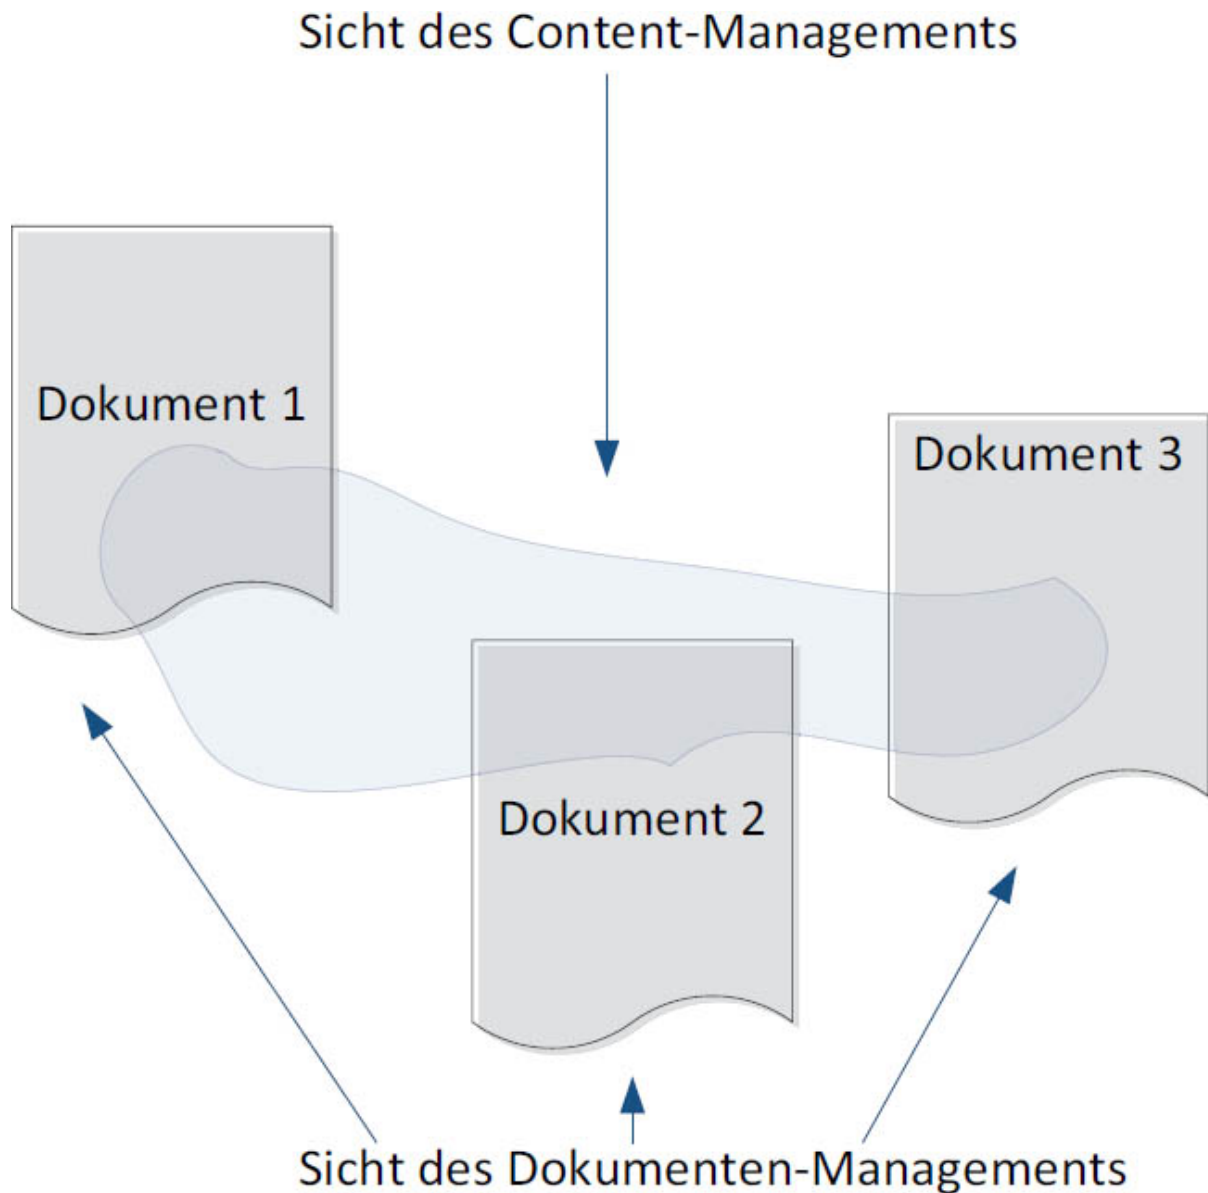 Sicht des Content-Managements
Dokument 1
Dokument 3
Dokument 2
Sicht des Dokumenten-Managements